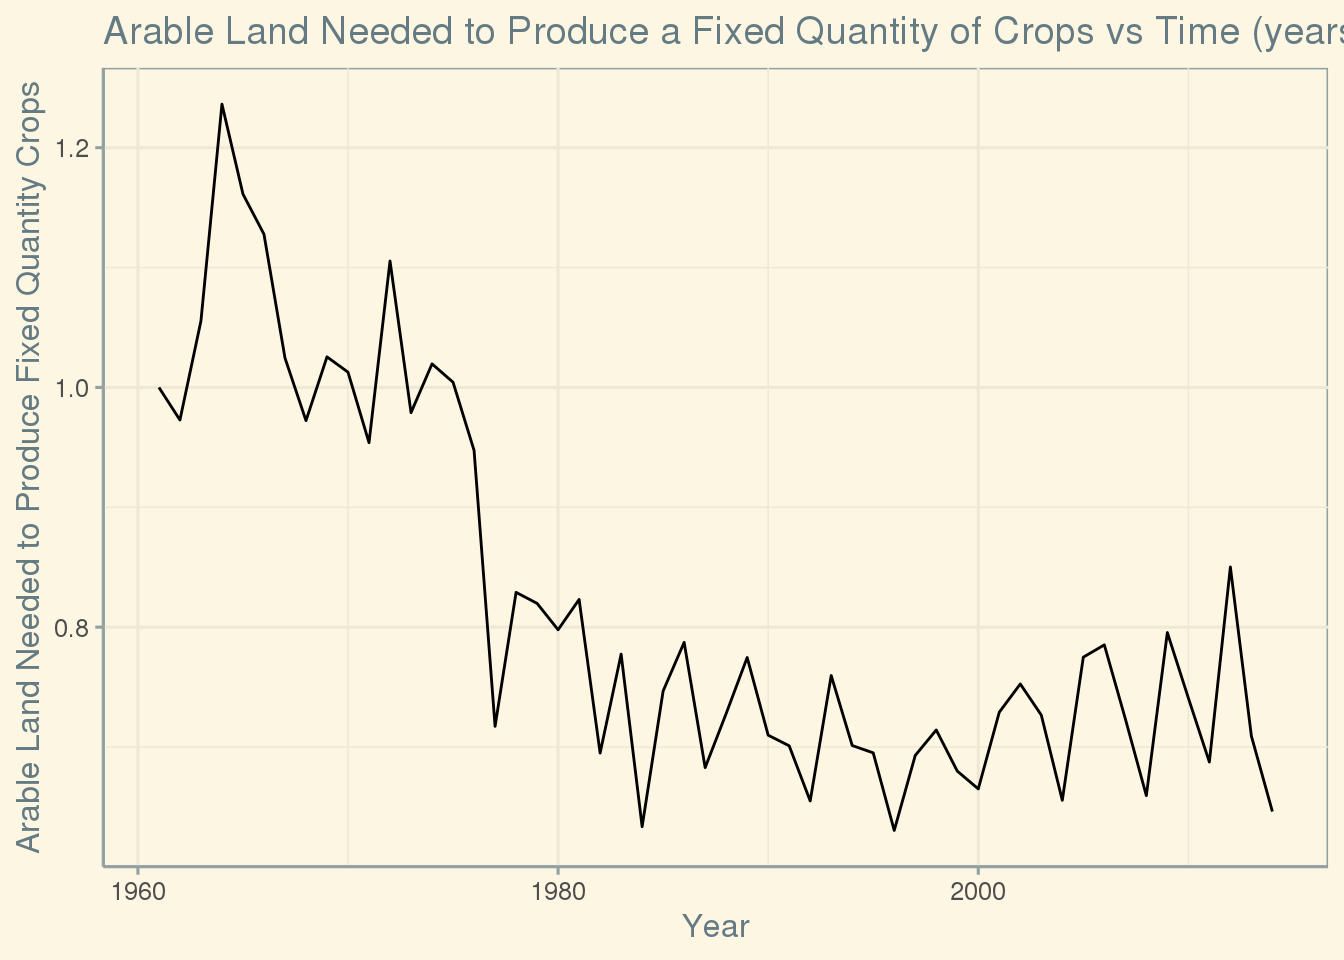 Arable Land Needed to Produce a Fixed Quantity of Crops vs Time (years
Arable Land Needed to Produce Fixed Quantity Crops
1.2
1.0
0.8
1960
1980
2000
Year